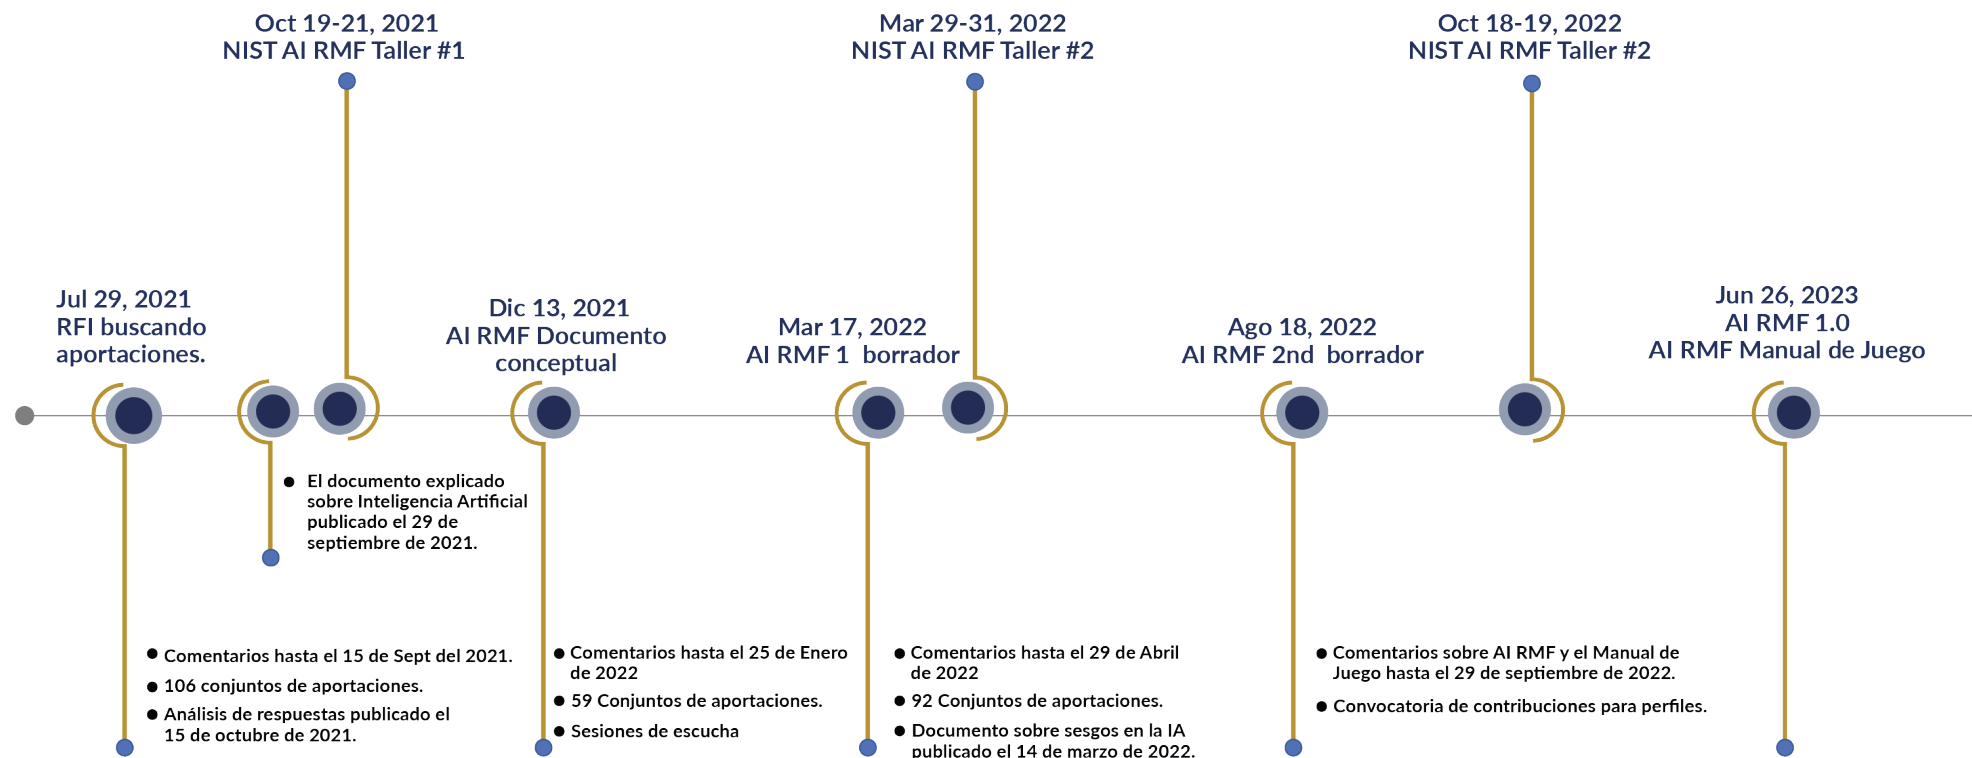 Oct 19-21, 2021
NIST AI RMF Taller #1
Mar 29-31, 2022
NIST AI RMF Taller #2
Oct 18-19, 2022
NIST AI RMF Taller #2
Jul 29, 2021
RFI buscando
aportaciones.
Dic 13, 2021
AI RMF Documento
conceptual
Mar 17, 2022
AI RMF 1 borrador
Ago 18, 2022
AI RMF 2nd borrador
Jun 26, 2023
AI RMF 1.0
AI RMF Manual de Juego
● El documento explicado
sobre Inteligencia Artificial
publicado el 29 de
septiembre de 2021.
● Comentarios hasta el 15 de Sept del 2021.
● 106 conjuntos de aportaciones.
● Análisis de respuestas publicado el
15 de octubre de 2021.
● Comentarios hasta el 25 de Enero
de 2022
● 59 Conjuntos de aportaciones.
● Sesiones de escucha
● Comentarios hasta el 29 de Abril
de 2022
● 92 Conjuntos de aportaciones.
● Documento sobre sesgos en la IA
publicado el 14 de marzo de 2022.
● Comentarios sobre AI RMF y el Manual de
Juego hasta el 29 de septiembre de 2022.
● Convocatoria de contribuciones para perfiles.